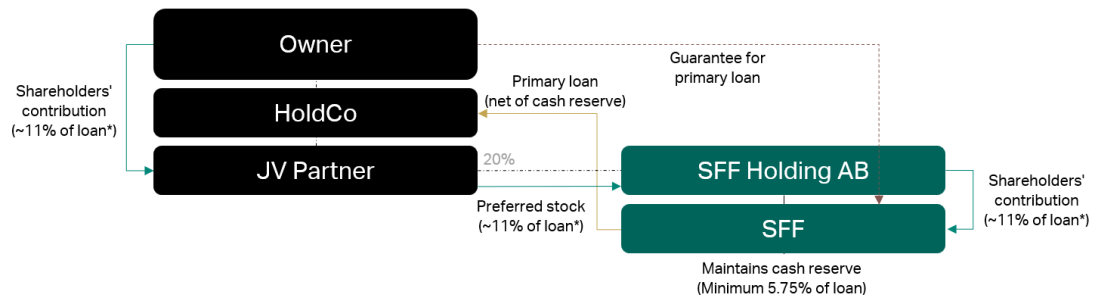 Owner
Guarantee for
primary loan
Shareholders'
contribution
(~11% of loan*)
Primary loan
(net of cash reserve)
HoldCo
JV Partner
20%
SFF Holding AB
Preferred stock
(~11% of loan*)
Shareholders'
contribution
(~11% of loan*)
SFF
Maintains cash reserve
(Minimum 5.75% of loan)